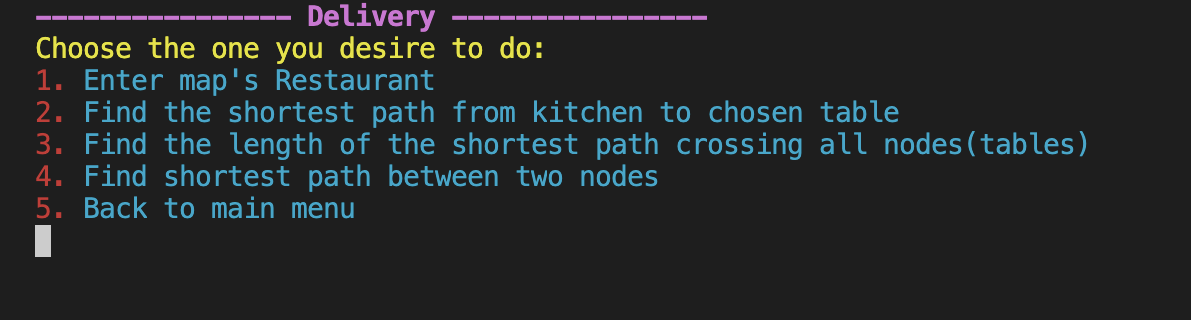 ---------------- Delivery ----------------
Choose the one you desire to do:
1. Enter map's Restaurant
2. Find the shortest path from kitchen to chosen table
3. Find the length of the shortest path crossing all nodes(tables)
4. Find shortest path between two nodes
5. Back to main menu